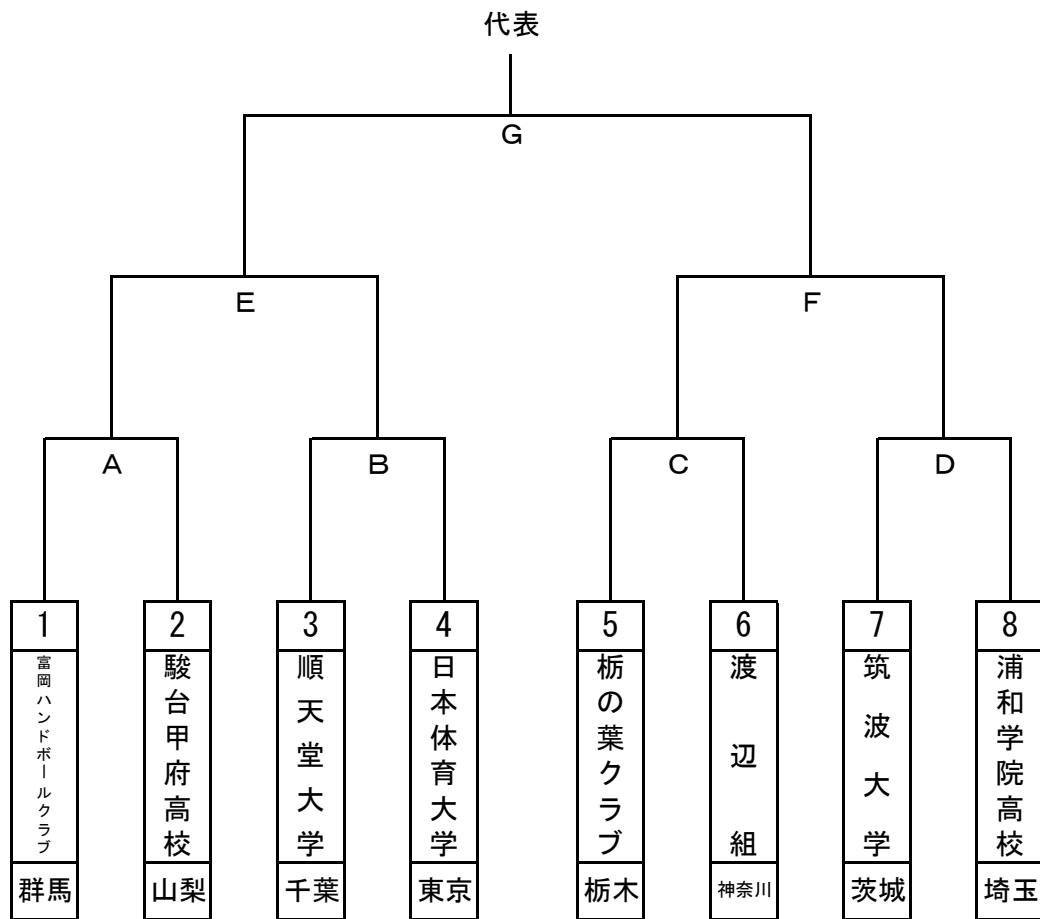 代表
G
E
F
A
B
C
D
1
2
3
4
5
6
7
8
富岡ハンドボールクラブ
駿台甲府高校
順天堂大学
日本体育大学
栃の葉クラブ
渡辺組
筑波大学
浦和学院高校
群馬
山梨
千葉
東京
栃木
神奈川
茨城
埼玉